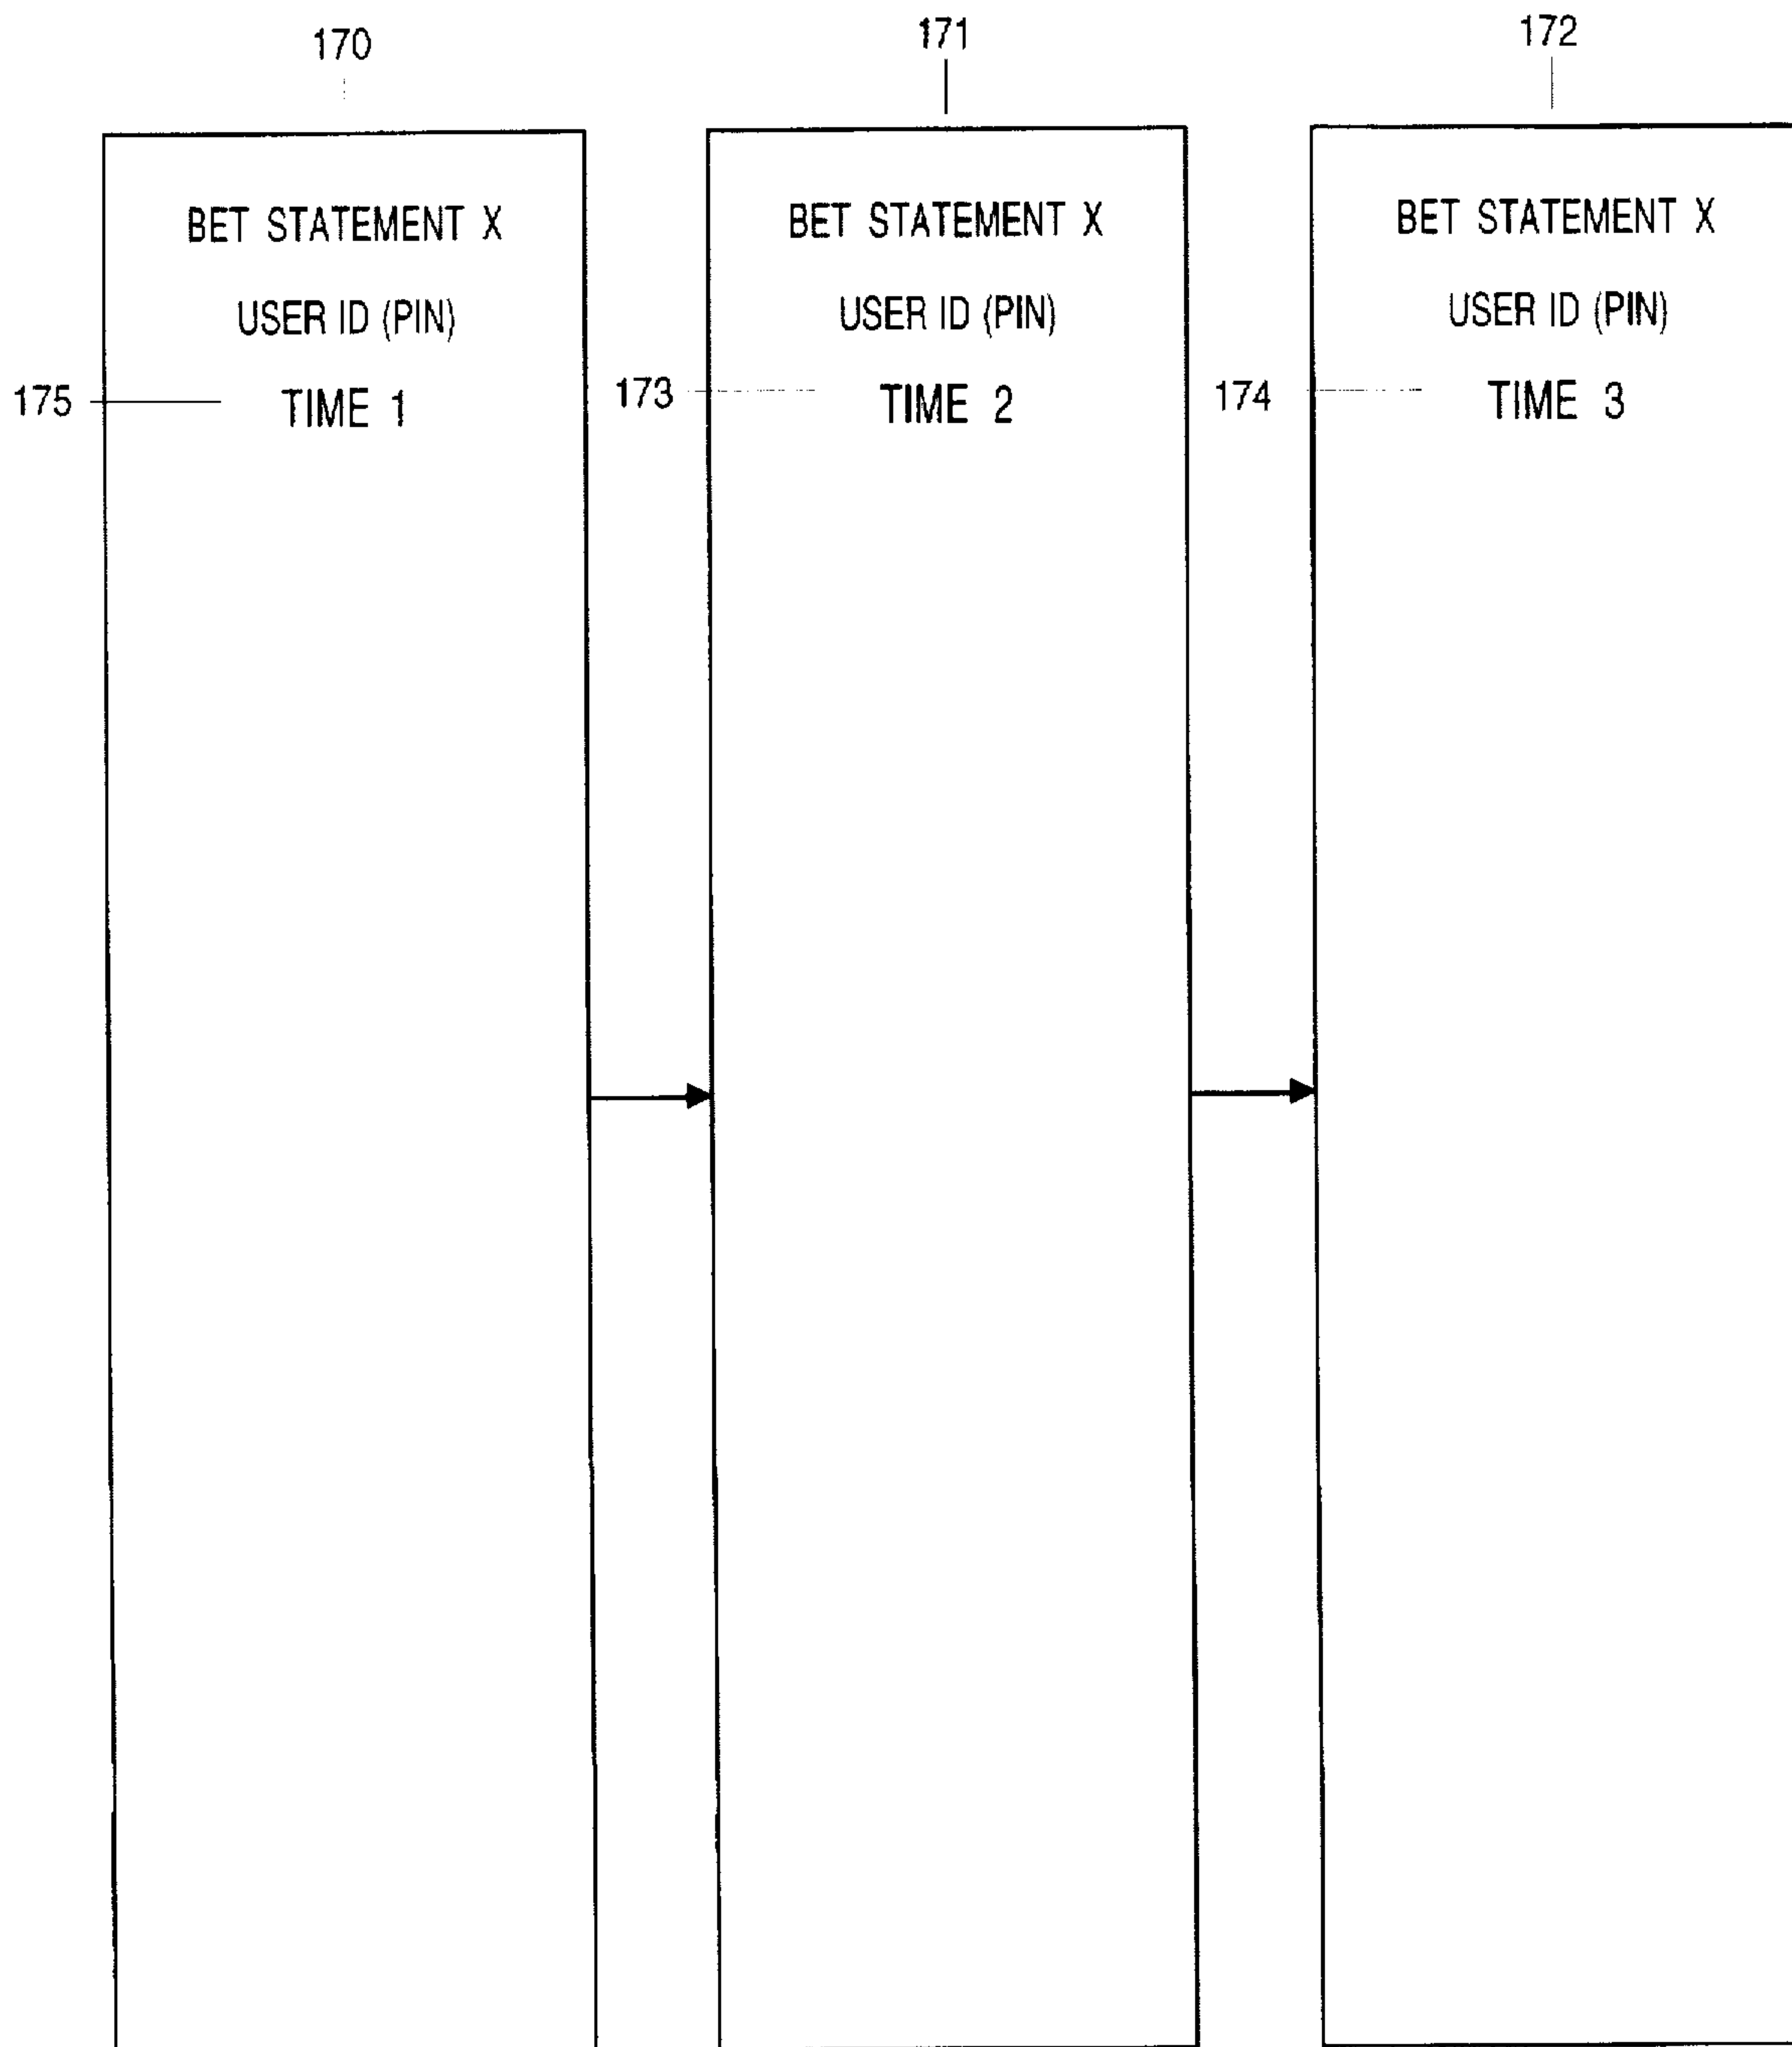 170
171
172
BET STATEMENT X
USER ID (PIN)
175
TIME 1
BET STATEMENT X
USER ID (PIN)
173
TIME 2
BET STATEMENT X
USER ID (PIN)
174
TIME 3